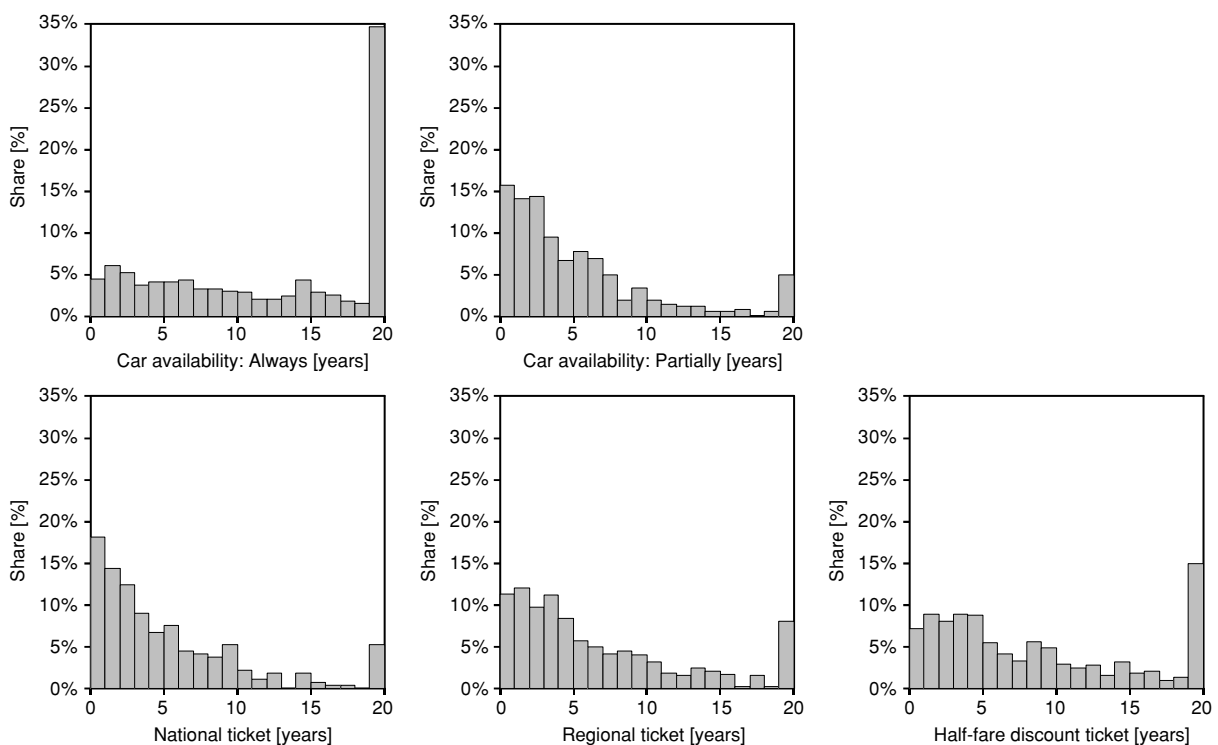 35%
30%
25%
20%
15%
10%
5%
0%
Share [%]
0 5 10 15 20
Car availability: Always [years]
35%
30%
25%
20%
15%
10%
5%
0%
Share [%]
0 5 10 15 20
Car availability: Partially [years]
35%
30%
25%
20%
15%
10%
5%
0%
Share [%]
0 5 10 15 20
National ticket [years]
35%
30%
25%
20%
15%
10%
5%
0%
Share [%]
0 5 10 15 20
Regional ticket [years]
35%
30%
25%
20%
15%
10%
5%
0%
Share [%]
0 5 10 15 20
Half-fare discount ticket [years]